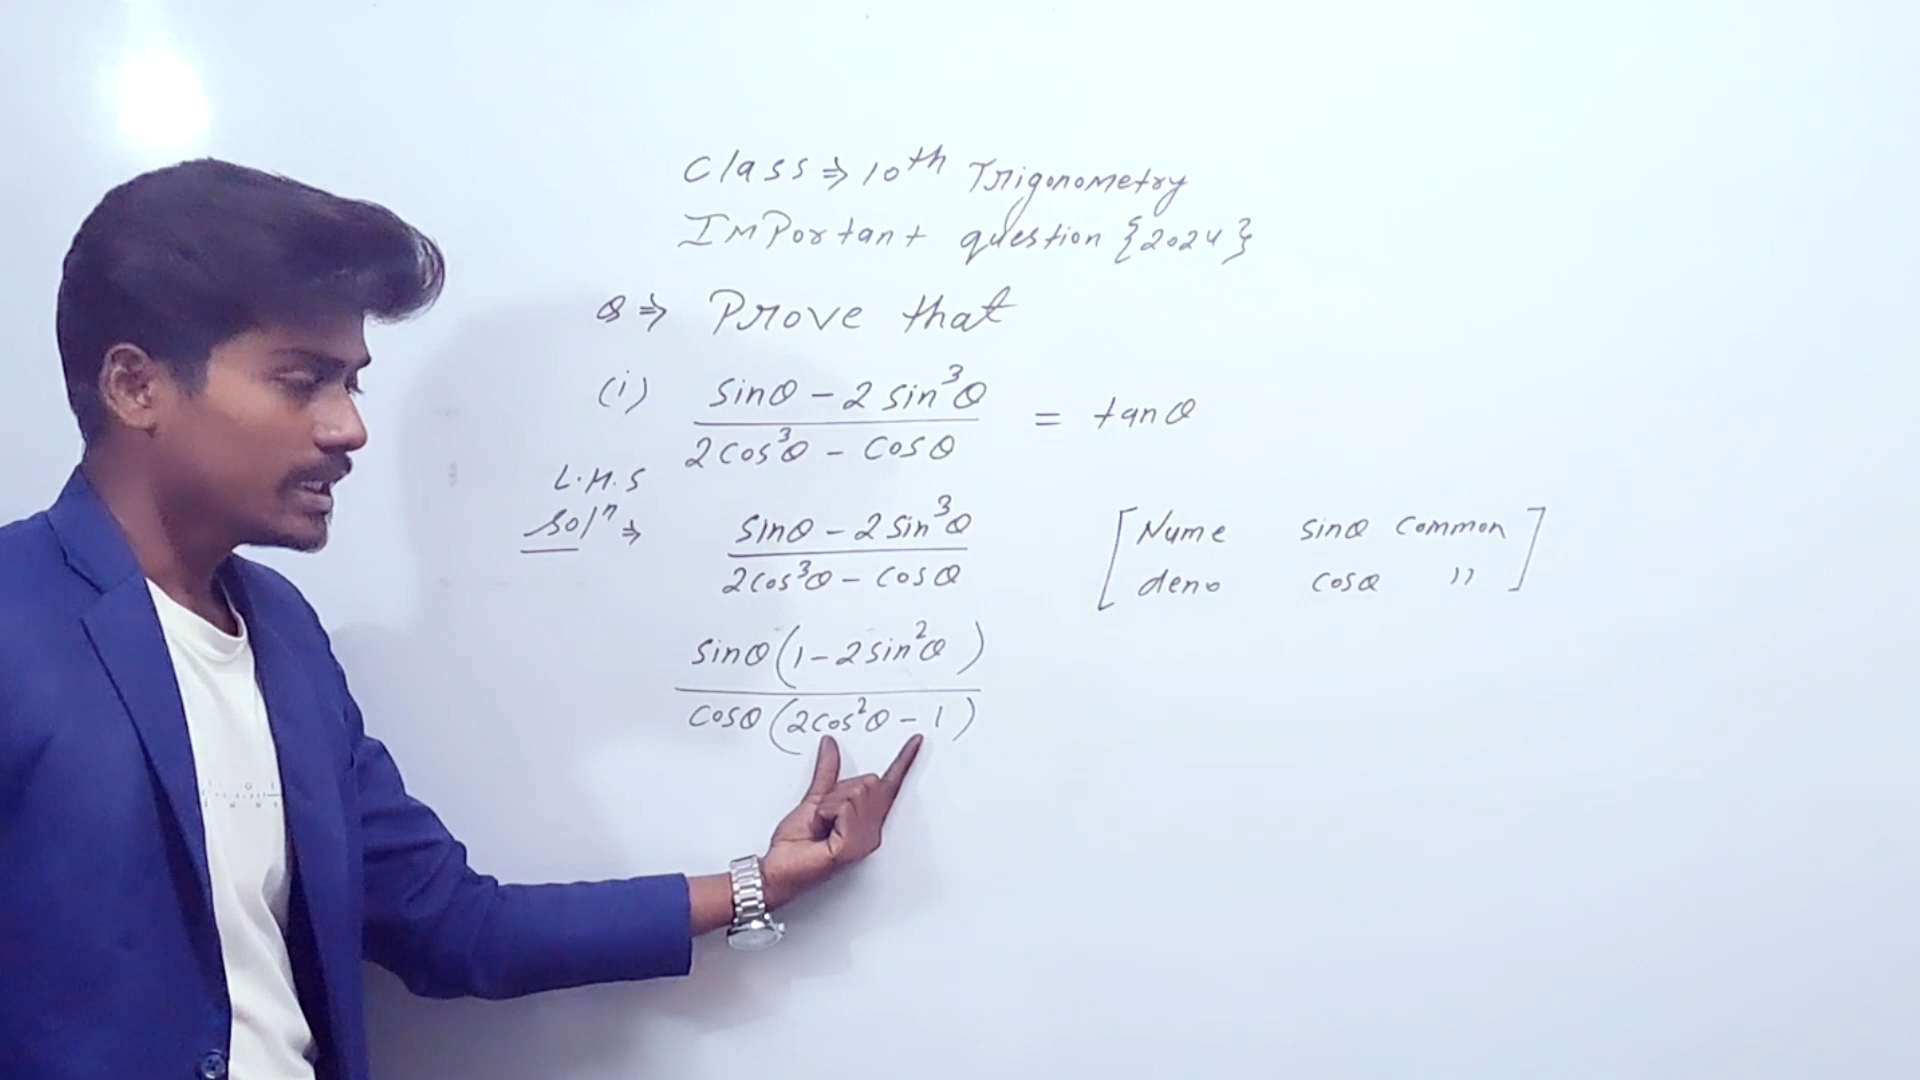 Class ⇒ 10th Trigonometry
Important question {2024}
Q ⇒ Prove that
(i) sinθ - 2 sin³θ / 2cos³θ - cosθ = tanθ
L.H.S
Solⁿ ⇒ sinθ - 2 sin³θ / 2cos³θ - cosθ
[Nume sinθ common
deno cosθ ,,]
sinθ(1 - 2sin²θ) / cosθ(2cos²θ - 1)